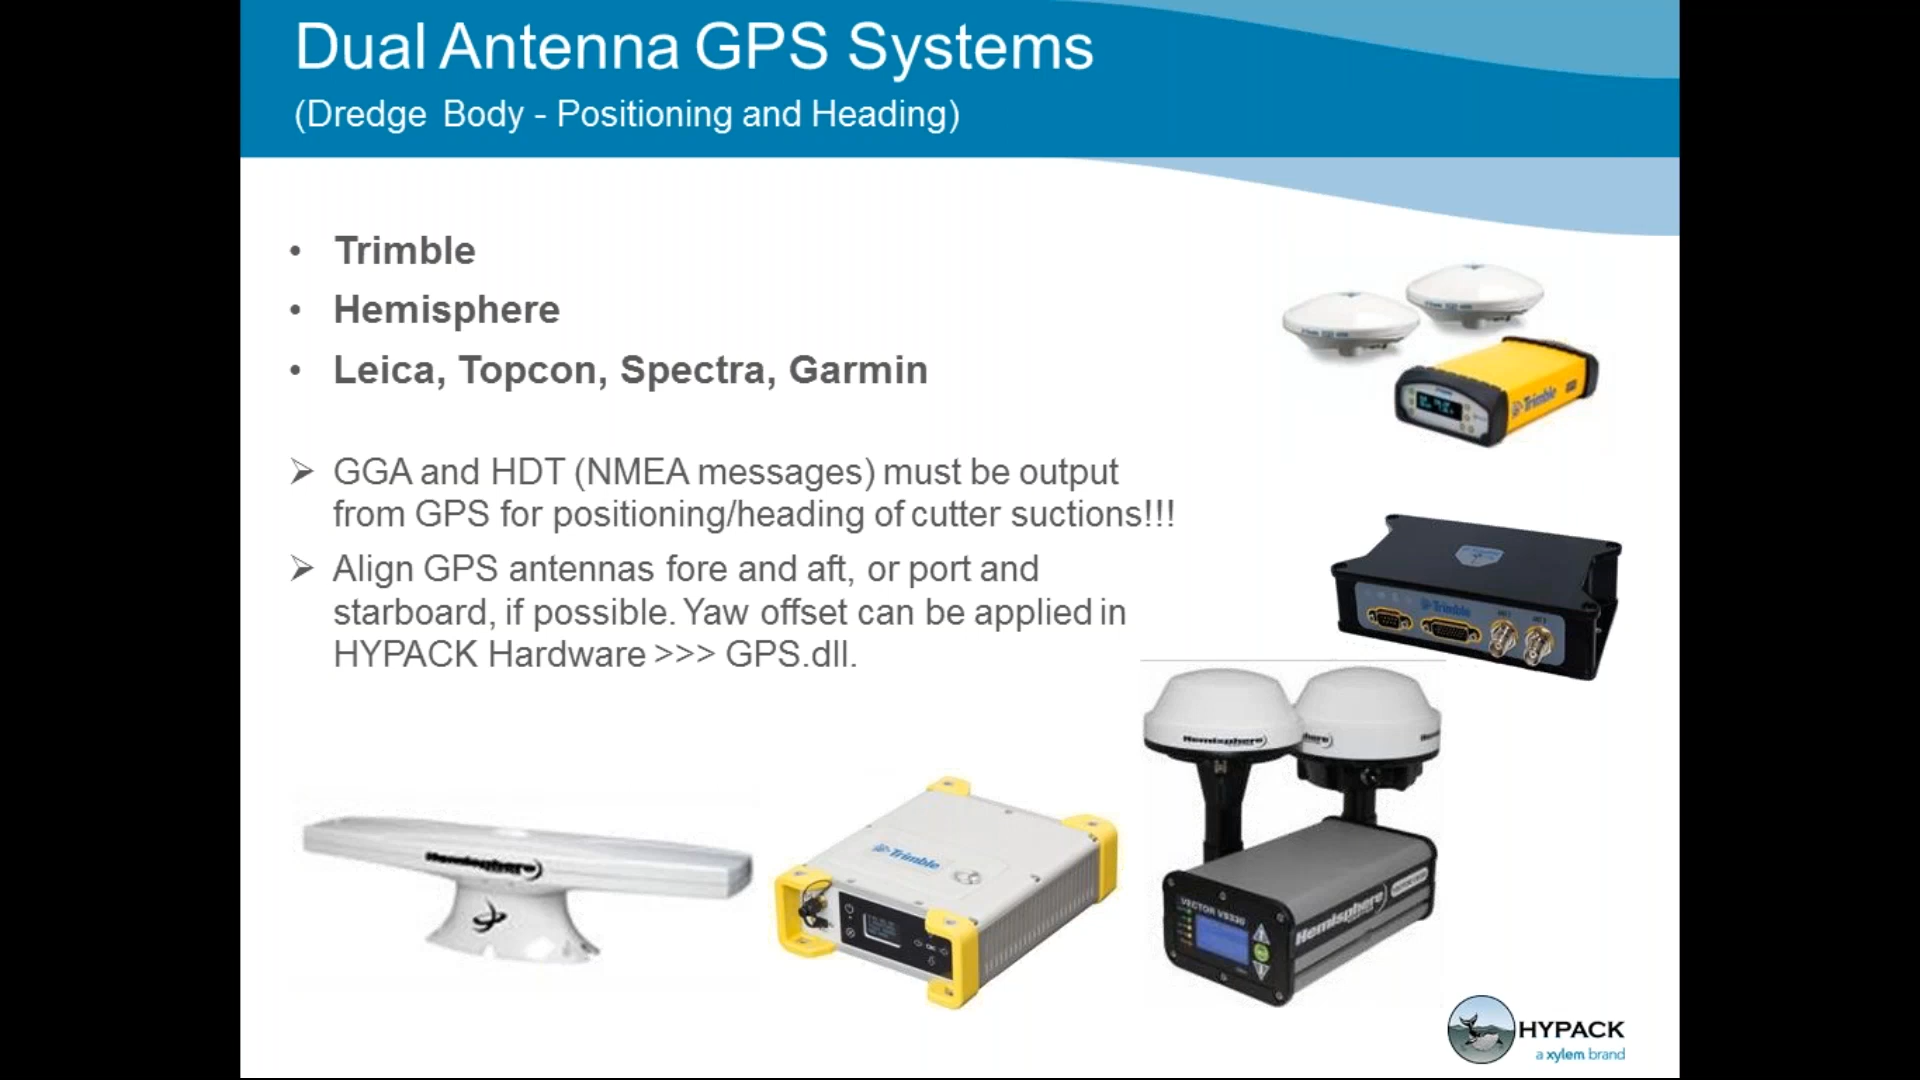 Dual Antenna GPS Systems
(Dredge Body - Positioning and Heading)
• Trimble
• Hemisphere
• Leica, Topcon, Spectra, Garmin
➢ GGA and HDT (NMEA messages) must be output
from GPS for positioning/heading of cutter suctions!!!
➢ Align GPS antennas fore and aft, or port and
starboard, if possible. Yaw offset can be applied in
HYPACK Hardware >>> GPS.dll.
Trimble
Trimble
Hemisphere
Hemisphere
Trimble
VECTOR VS330
Hemisphere
HYPACK
a xylem brand